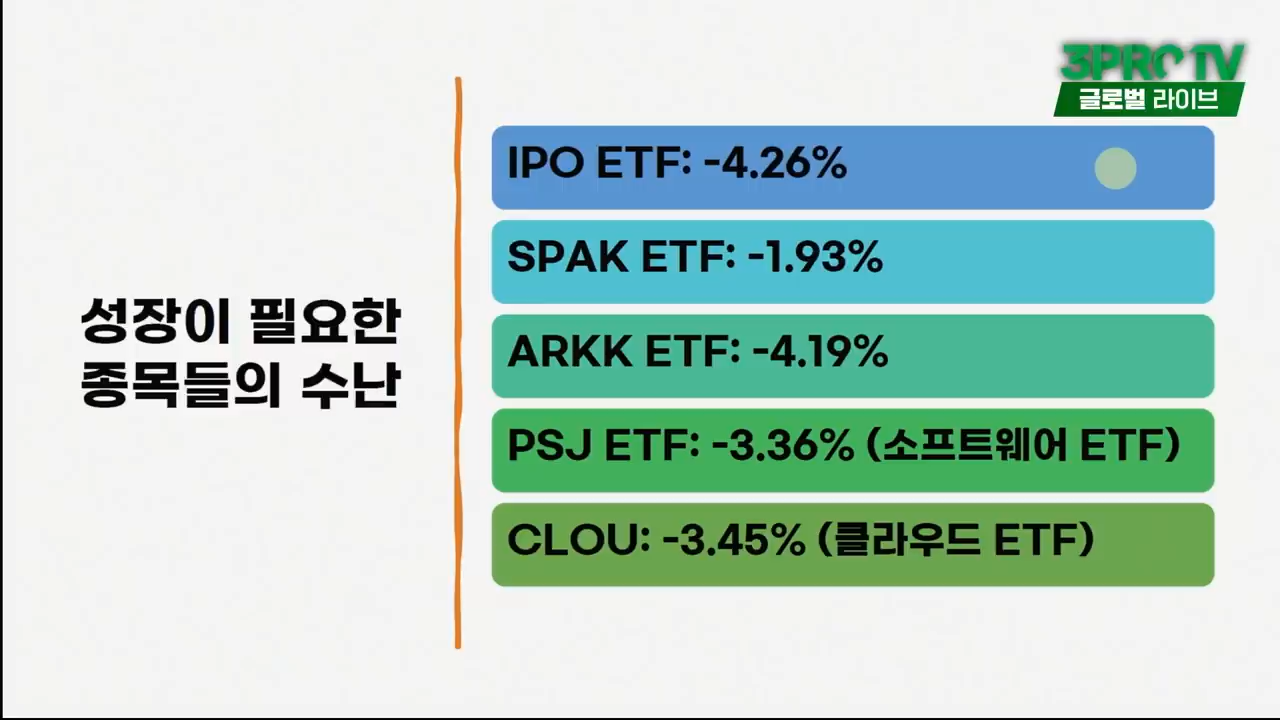 3PRO TV
글로벌 라이브
성장이 필요한
종목들의 수난
IPO ETF: -4.26%
SPAK ETF: -1.93%
ARKK ETF: -4.19%
PSJ ETF: -3.36% (소프트웨어 ETF)
CLOU: -3.45% (클라우드 ETF)